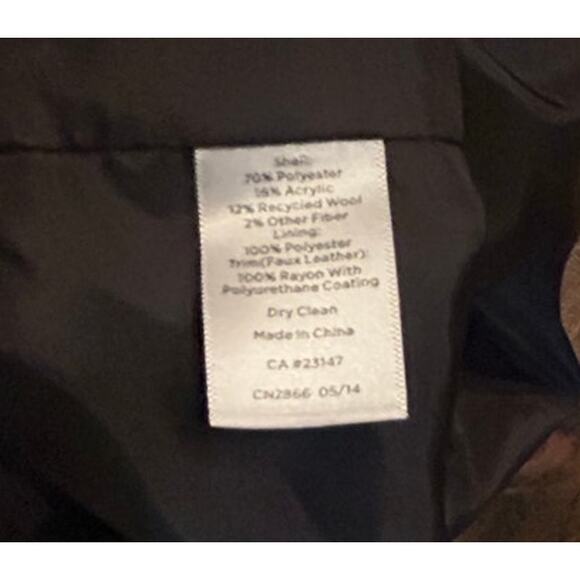 Shell:
70% Polyester
16% Acrylic
12% Recycled Wool
2% Other Fiber
Lining:
100% Polyester
Trim(Faux Leather):
100% Rayon With
Polyurethane Coating
Dry Clean
Made In China
CA #23147
CN2866 05/14